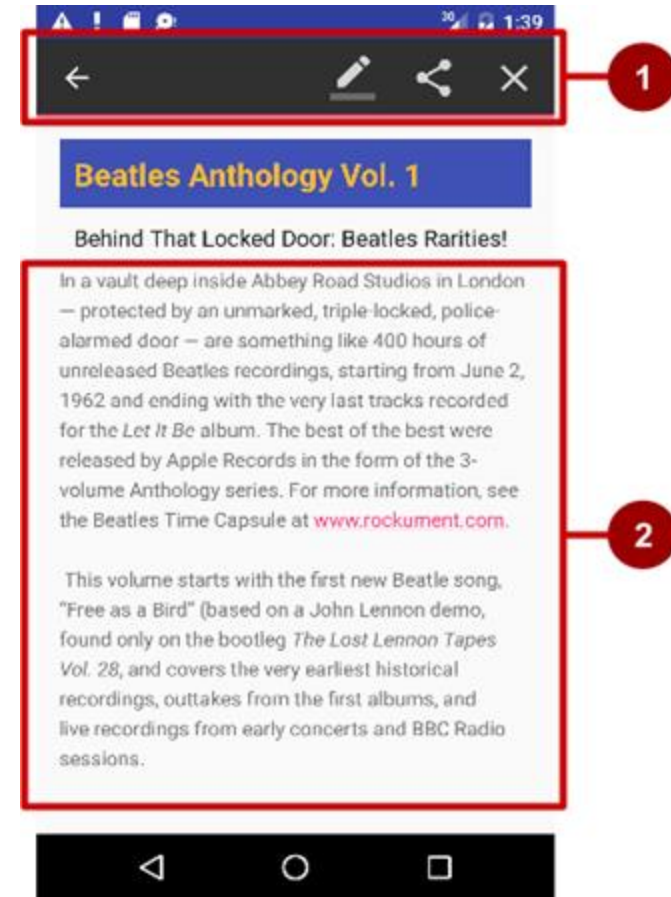 36 1:39
1
Beatles Anthology Vol. 1
Behind That Locked Door: Beatles Rarities!
In a vault deep inside Abbey Road Studios in London
— protected by an unmarked, triple-locked, police-
alarmed door — are something like 400 hours of
unreleased Beatles recordings, starting from June 2,
1962 and ending with the very last tracks recorded
for the Let It Be album. The best of the best were
released by Apple Records in the form of the 3-
volume Anthology series. For more information, see
the Beatles Time Capsule at www.rockument.com.
2
This volume starts with the first new Beatle song,
"Free as a Bird" (based on a John Lennon demo,
found only on the bootleg The Lost Lennon Tapes
Vol. 28, and covers the very earliest historical
recordings, outtakes from the first albums, and
live recordings from early concerts and BBC Radio
sessions.